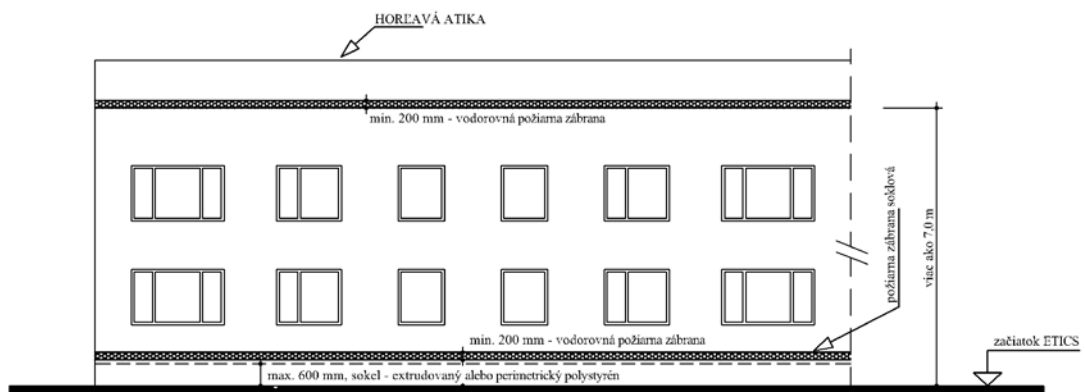 HORĽAVÁ ATIKA
min. 200 mm - vodorovná požiarna zábrana
požiarna zábrana soklová
viac ako 7,0 m
min. 200 mm - vodorovná požiarna zábrana
začiatok ETICS
max. 600 mm, sokel - extrudovaný alebo perimetrický polystyrén